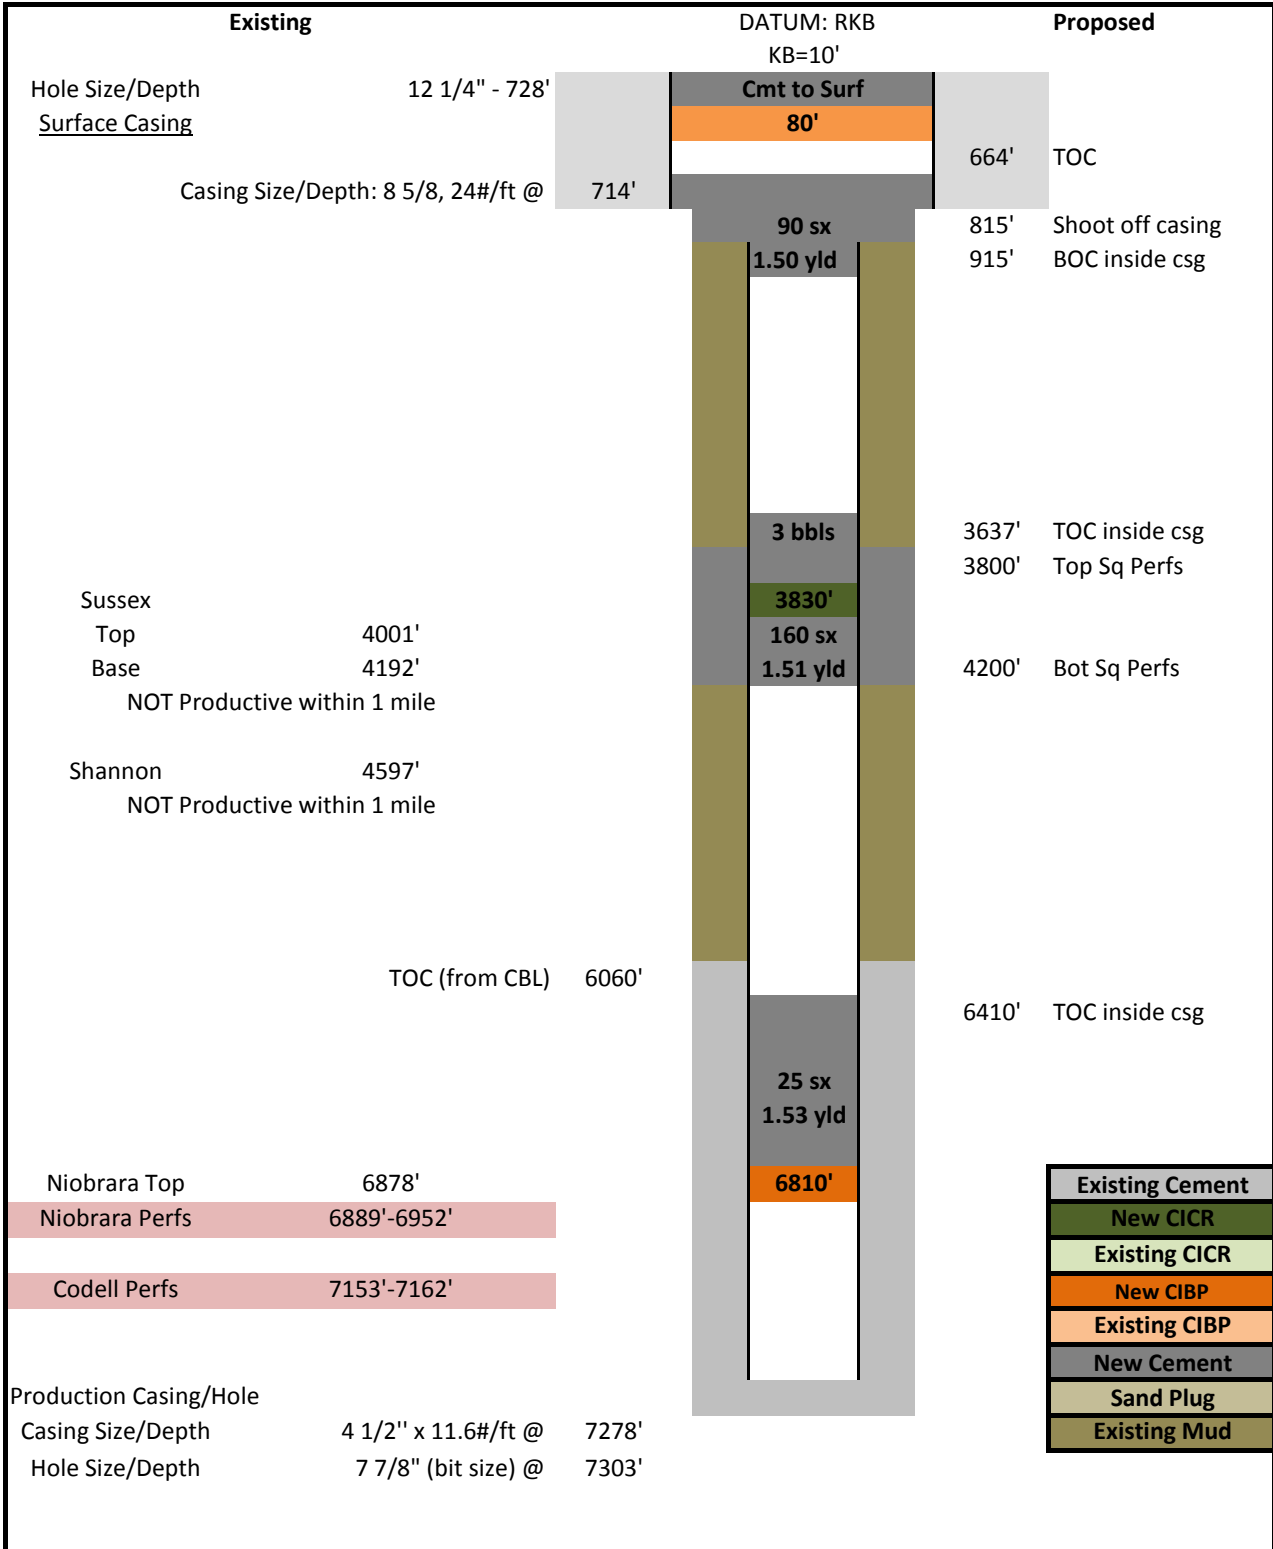 Existing DATUM: RKB Proposed
KB=10'
Hole Size/Depth 12 1/4" - 728' Cmt to Surf
Surface Casing 80'
664' TOC
Casing Size/Depth: 8 5/8, 24#/ft @ 714'
90 sx 815' Shoot off casing
1.50 yld 915' BOC inside csg
3 bbls 3637' TOC inside csg
3800' Top Sq Perfs
Sussex 3830'
Top 4001' 160 sx
Base 4192' 1.51 yld 4200' Bot Sq Perfs
NOT Productive within 1 mile
Shannon 4597'
NOT Productive within 1 mile
TOC (from CBL) 6060'
6410' TOC inside csg
25 sx
1.53 yld
Niobrara Top 6878' 6810' Existing Cement
Niobrara Perfs 6889'-6952' New CICR
Existing CICR
Codell Perfs 7153'-7162' New CIBP
Existing CIBP
New Cement
Production Casing/Hole Sand Plug
Casing Size/Depth 4 1/2'' x 11.6#/ft @ 7278' Existing Mud
Hole Size/Depth 7 7/8" (bit size) @ 7303'